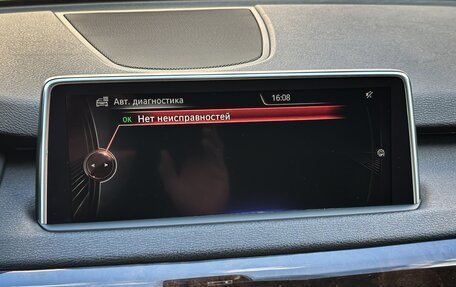 Авт. диагностика 16:08
OK Нет неисправностей